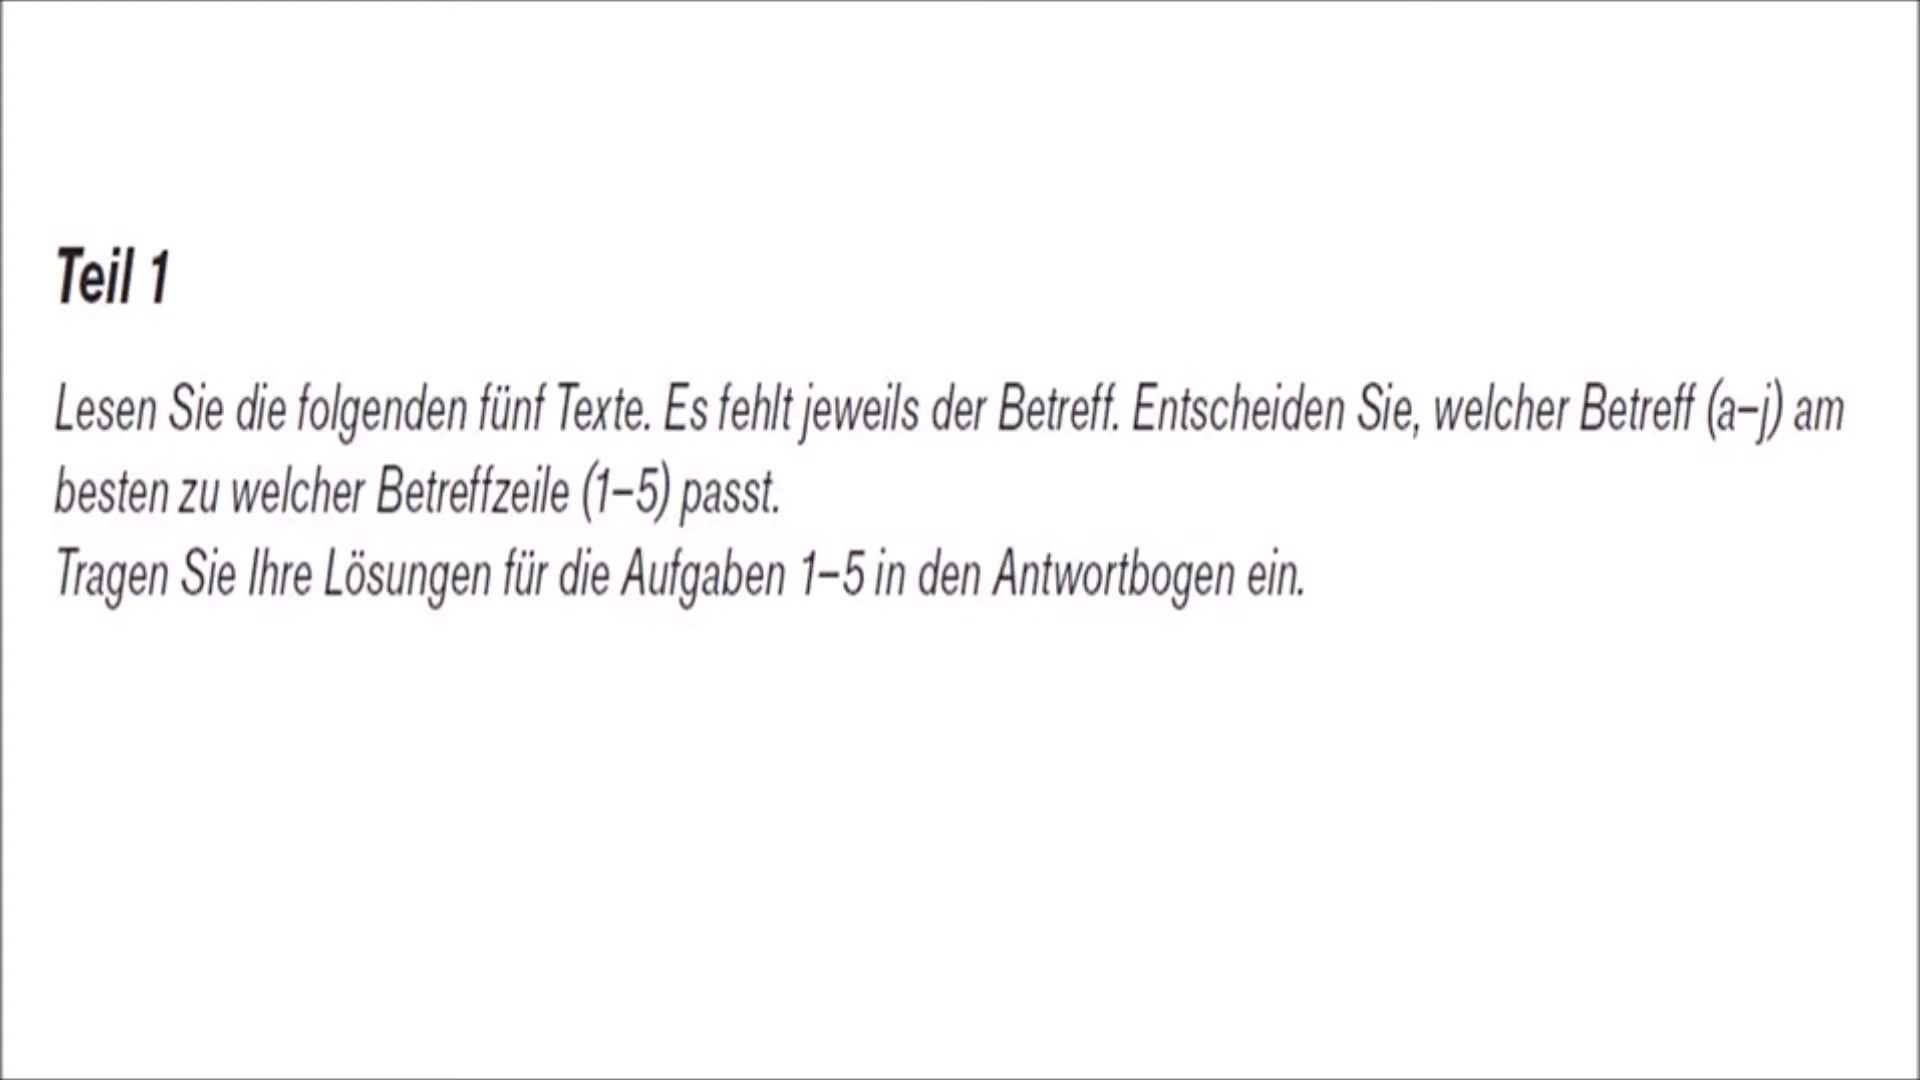 Teil 1
Lesen Sie die folgenden fünf Texte. Es fehlt jeweils der Betreff. Entscheiden Sie, welcher Betreff (a–j) am
besten zu welcher Betreffzeile (1–5) passt.
Tragen Sie Ihre Lösungen für die Aufgaben 1–5 in den Antwortbogen ein.